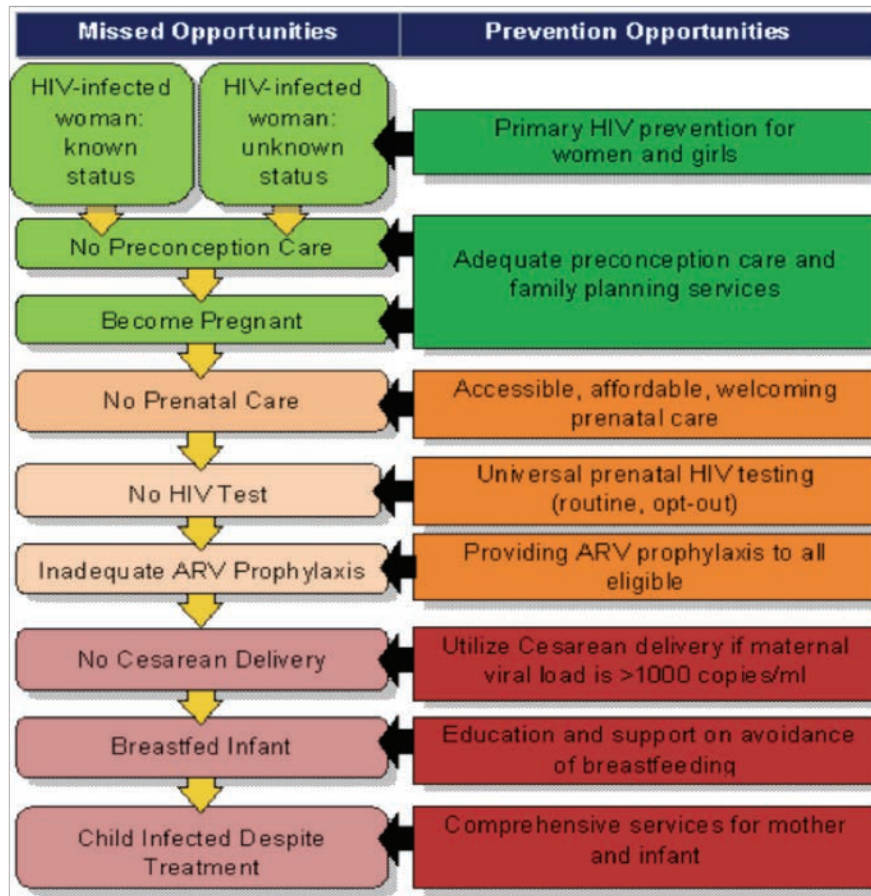 Missed Opportunities
Prevention Opportunities
HIV-infected
woman:
known
status
HIV-infected
woman:
unknown
status
Primary HIV prevention for
women and girls
No Preconception Care
Adequate preconception care and
family planning services
Become Pregnant
No Prenatal Care
Accessible, affordable, welcoming
prenatal care
No HIV Test
Universal prenatal HIV testing
(routine, opt-out)
Inadequate ARV Prophylaxis
Providing ARV prophylaxis to all
eligible
No Cesarean Delivery
Utilize Cesarean delivery if maternal
viral load is >1000 copies/ml
Breastfed Infant
Education and support on avoidance
of breastfeeding
Child Infected Despite
Treatment
Comprehensive services for mother
and infant